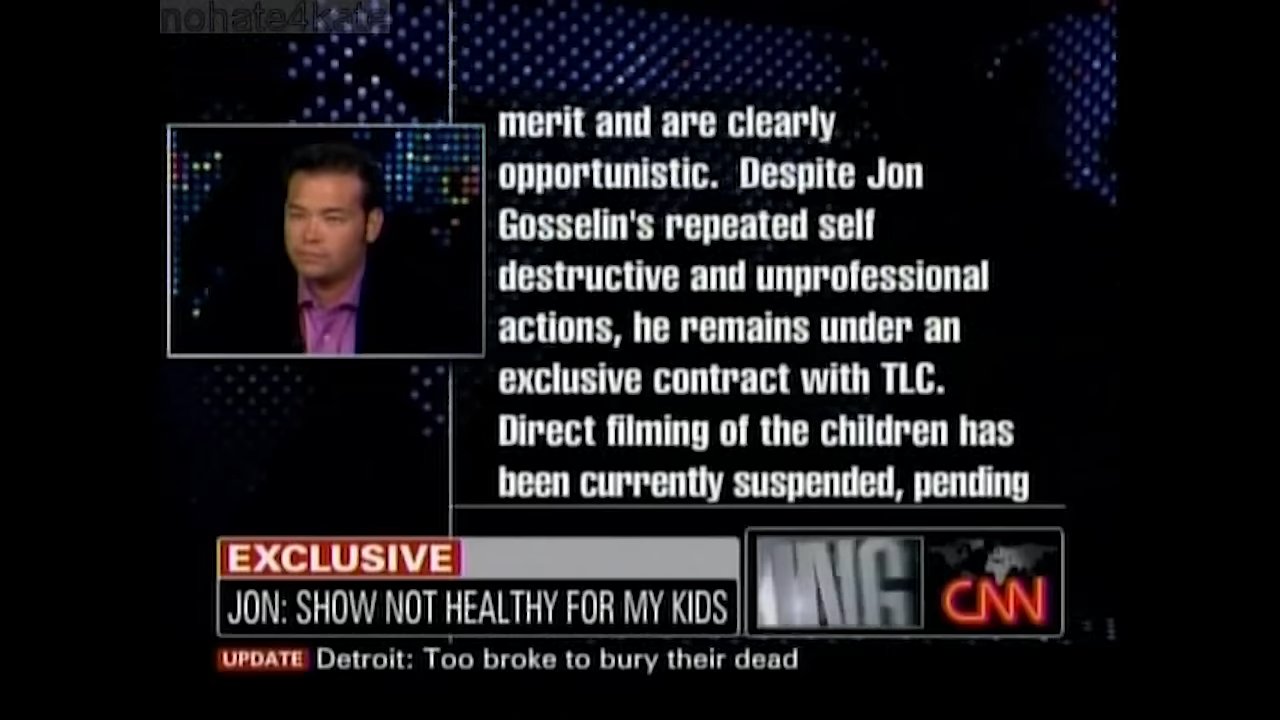 nohate4kate
merit and are clearly
opportunistic. Despite Jon
Gosselin's repeated self
destructive and unprofessional
actions, he remains under an
exclusive contract with TLC.
Direct filming of the children has
been currently suspended, pending
EXCLUSIVE
JON: SHOW NOT HEALTHY FOR MY KIDS
CNN
UPDATE Detroit: Too broke to bury their dead